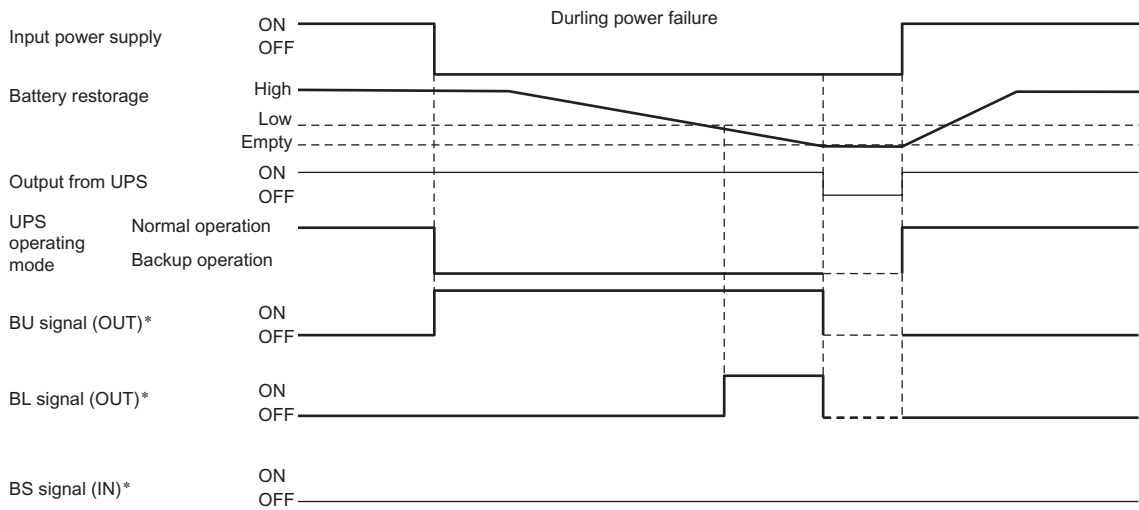 Durling power failure
Input power supply
ON
OFF
Battery restorage
High
Low
Empty
Output from UPS
ON
OFF
UPS
operating
mode
Normal operation
Backup operation
BU signal (OUT)*
ON
OFF
BL signal (OUT)*
ON
OFF
BS signal (IN)*
ON
OFF